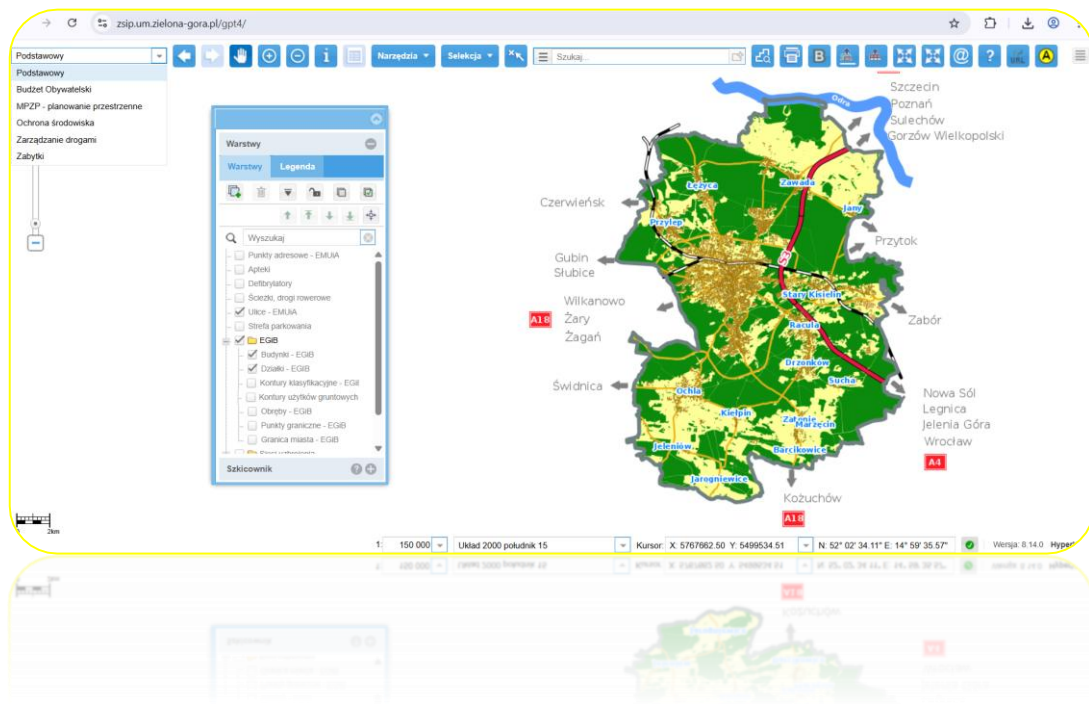 zsip.um.zielona-gora.pl/gpt4/
Podstawowy
Narzędzia
Selekcja
Szukaj...
B
@
?
URL
A
Podstawowy
Budżet Obywatelski
MPZP - planowanie przestrzenne
Ochrona środowiska
Zarządzanie drogami
Zabytki
Warstwy
Warstwy
Legenda
Wyszukaj
Punkty adresowe - EMUiA
Apteki
Defibrylatory
Ścieżki, drogi rowerowe
Ulice - EMUiA
Strefa parkowania
EGiB
Budynki - EGiB
Działki - EGiB
Kontury klasyfikacyjne - EGiI
Kontury użytków gruntowych
Obręby - EGiB
Punkty graniczne - EGiB
Granica miasta - EGiB
Szkicownik
Odra
Szczecin
Poznań
Sulechów
Gorzów Wielkopolski
Łężyca
Zawada
Czerwieńsk
Jany
Przylep
Przytok
Gubin
Słubice
S3
Wilkanowo
Stary Kisielin
A18
Żary
Zabór
Racula
Żagań
Drzonków
Sucha
Świdnica
Ochla
Nowa Sól
Kiełpin
Legnica
Zatonie
Marzęcin
Jelenia Góra
Jeleniów
Barcikowice
Wrocław
A4
Jarogniewice
Kożuchów
A18
0 2km
1: 150 000
Układ 2000 południk 15
Kursor: X: 5767662.50 Y: 5499534.51
N: 52° 02' 34.11" E: 14° 59' 35.57"
Wersja: 8.14.0